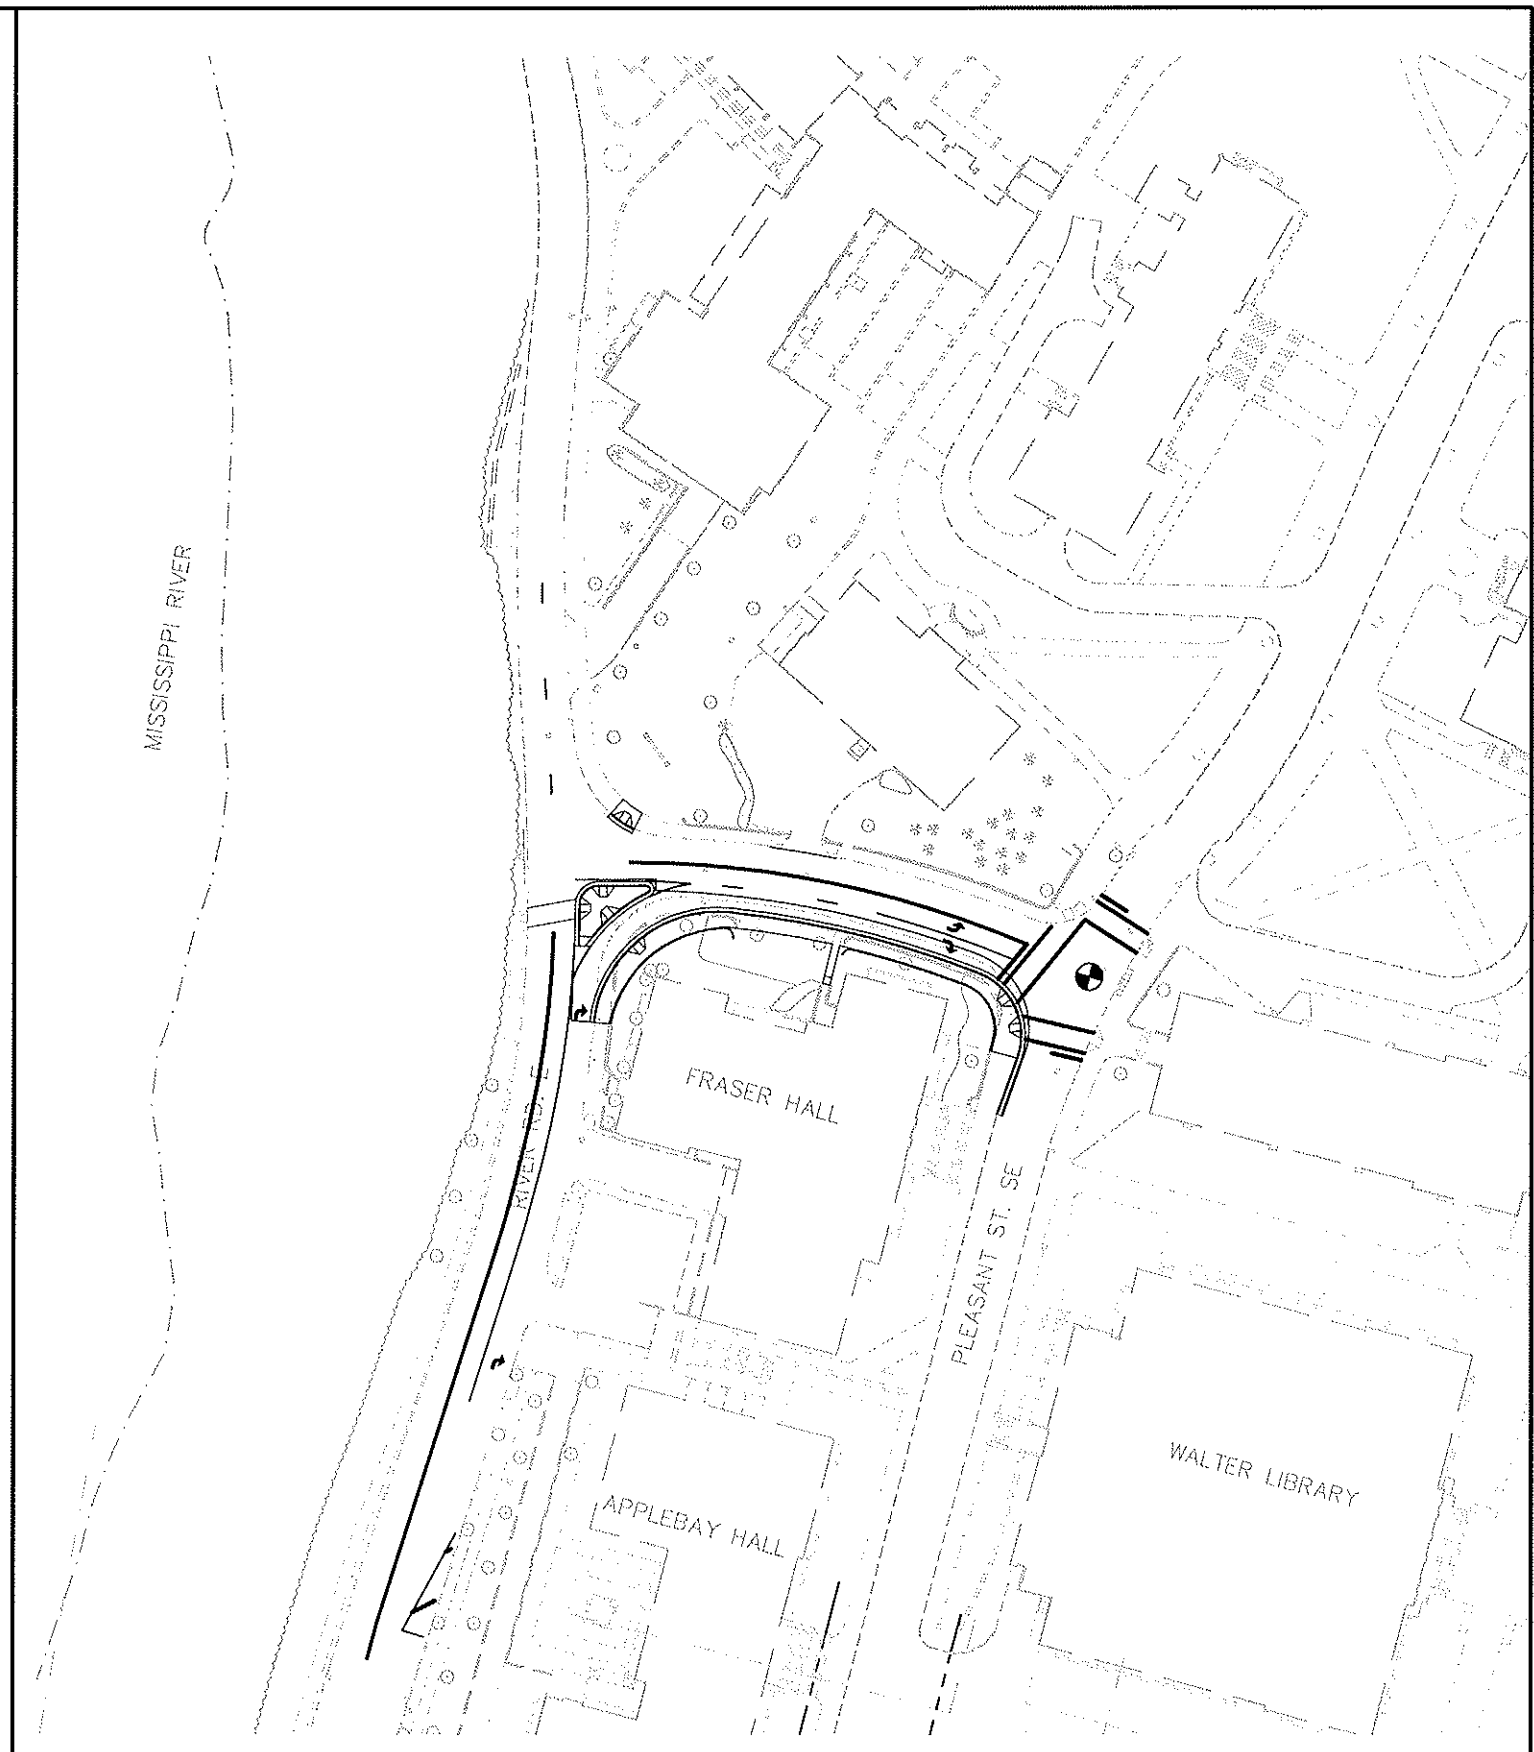 MISSISSIPPI RIVER
FRASER HALL
RIVER RD. E
PLEASANT ST. SE
WALTER LIBRARY
APPLEBAY HALL